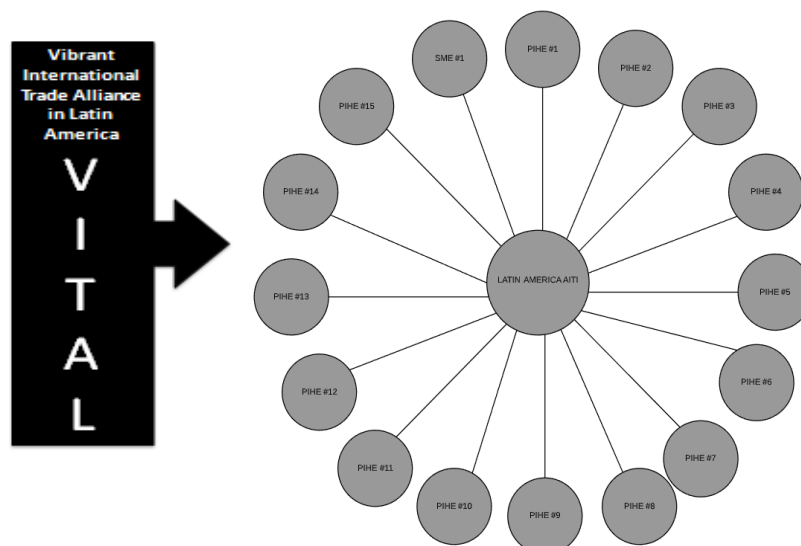 Vibrant
International
Trade Alliance
in Latin
America
V
I
T
A
L
SME #1
PIHE #1
PIHE #2
PIHE #3
PIHE #4
PIHE #5
PIHE #6
PIHE #7
PIHE #8
PIHE #9
PIHE #10
PIHE #11
PIHE #12
PIHE #13
PIHE #14
PIHE #15
LATIN AMERICA AITI